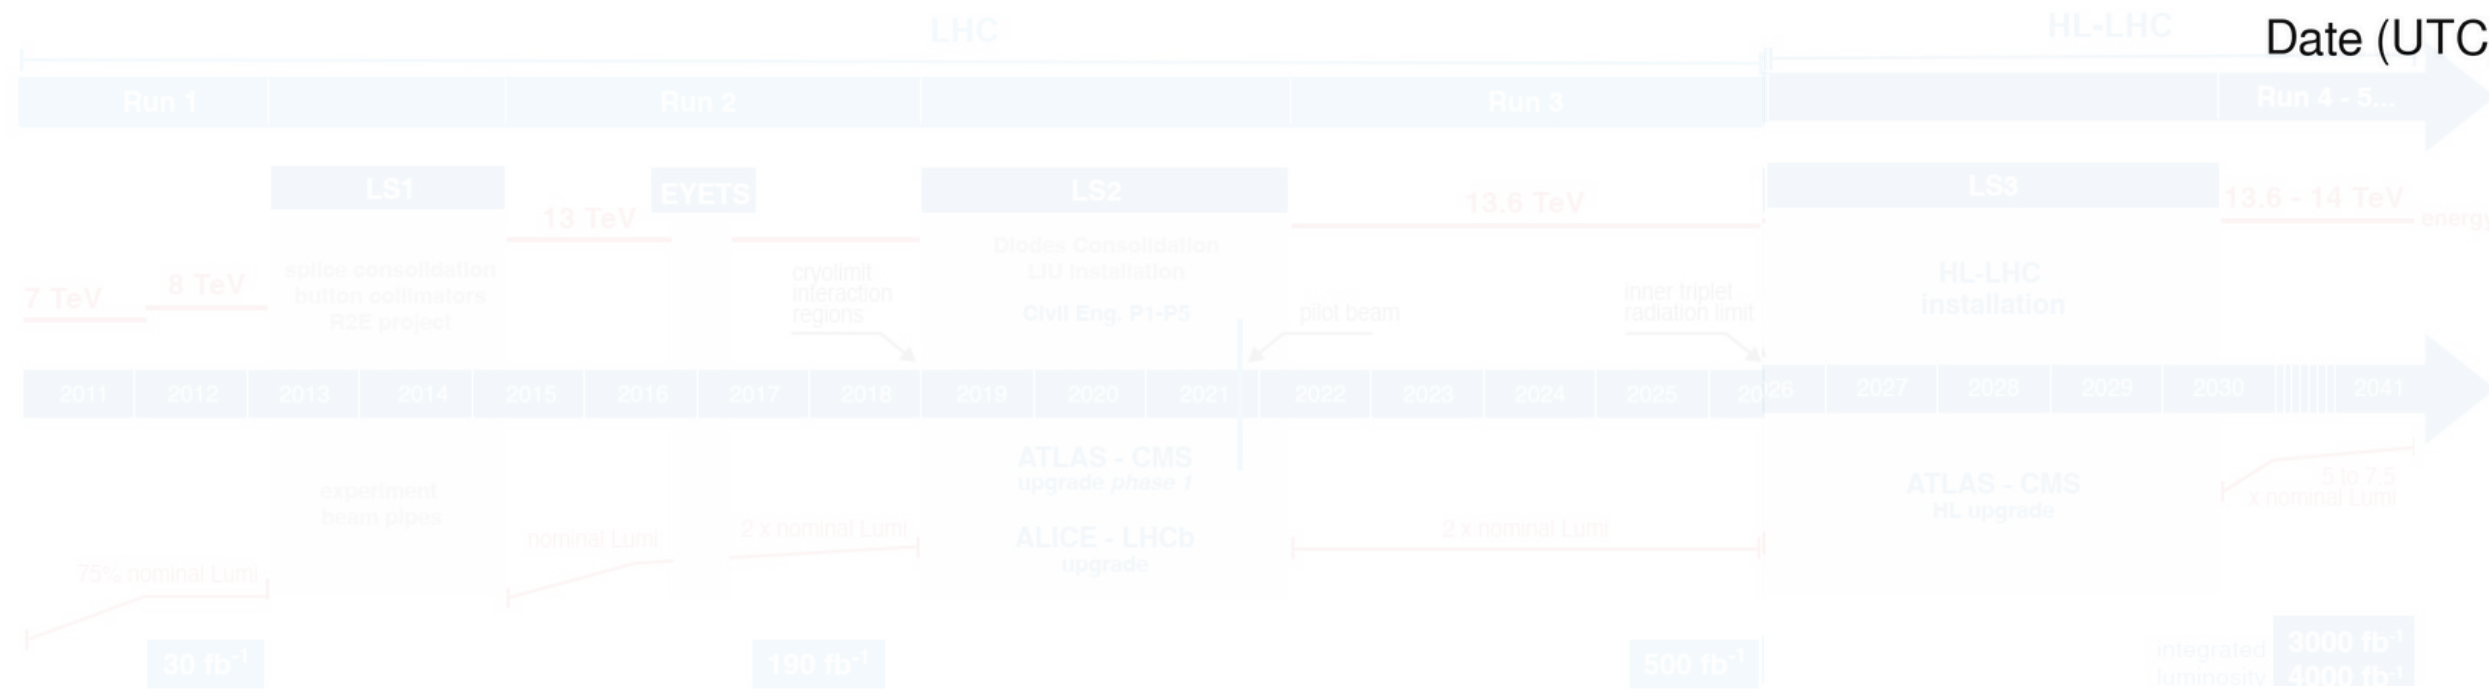 LHC
HL-LHC
Date (UTC
Run 1
Run 2
Run 3
Run 4 - 5...
LS1
EYETS
LS2
LS3
13 TeV
13.6 TeV
13.6 - 14 TeV
energy
Diodes Consolidation
LIU Installation
Civil Eng. P1-P5
splice consolidation
button collimators
R2E project
7 TeV
8 TeV
cryolimit
interaction
regions
pilot beam
inner triplet
radiation limit
HL-LHC
installation
2011 2012 2013 2014 2015 2016 2017 2018 2019 2020 2021 2022 2023 2024 2025 2026 2027 2028 2029 2030 2041
ATLAS - CMS
upgrade phase 1
ALICE - LHCb
upgrade
experiment
beam pipes
ATLAS - CMS
HL upgrade
5 to 7.5
x nominal Lumi
75% nominal Lumi
nominal Lumi
2 x nominal Lumi
2 x nominal Lumi
30 fb⁻¹
190 fb⁻¹
500 fb⁻¹
integrated
luminosity
3000 fb⁻¹
4000 fb⁻¹